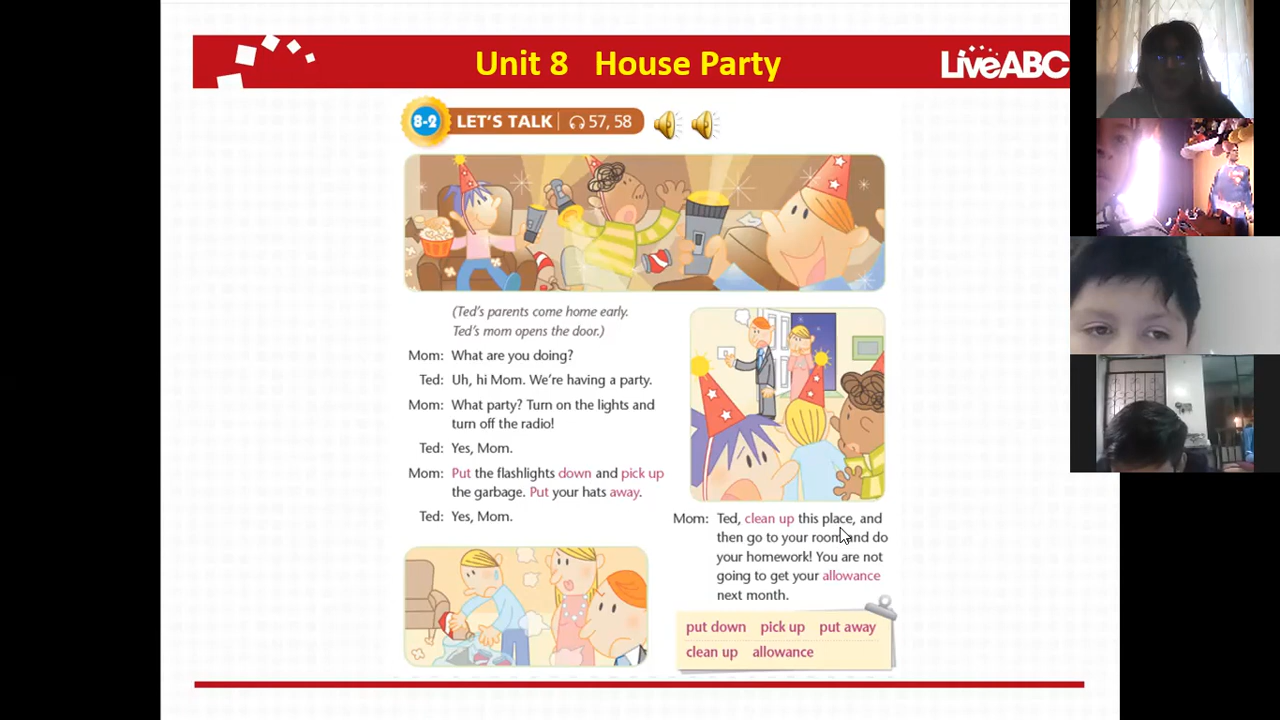 Unit 8 House Party
LiveABC
8-2 LET'S TALK 57, 58
(Ted's parents come home early.
Ted's mom opens the door.)
Mom: What are you doing?
Ted: Uh, hi Mom. We're having a party.
Mom: What party? Turn on the lights and
turn off the radio!
Ted: Yes, Mom.
Mom: Put the flashlights down and pick up
the garbage. Put your hats away.
Ted: Yes, Mom.
Mom: Ted, clean up this place, and
then go to your room and do
your homework! You are not
going to get your allowance
next month.
put down pick up put away
clean up allowance